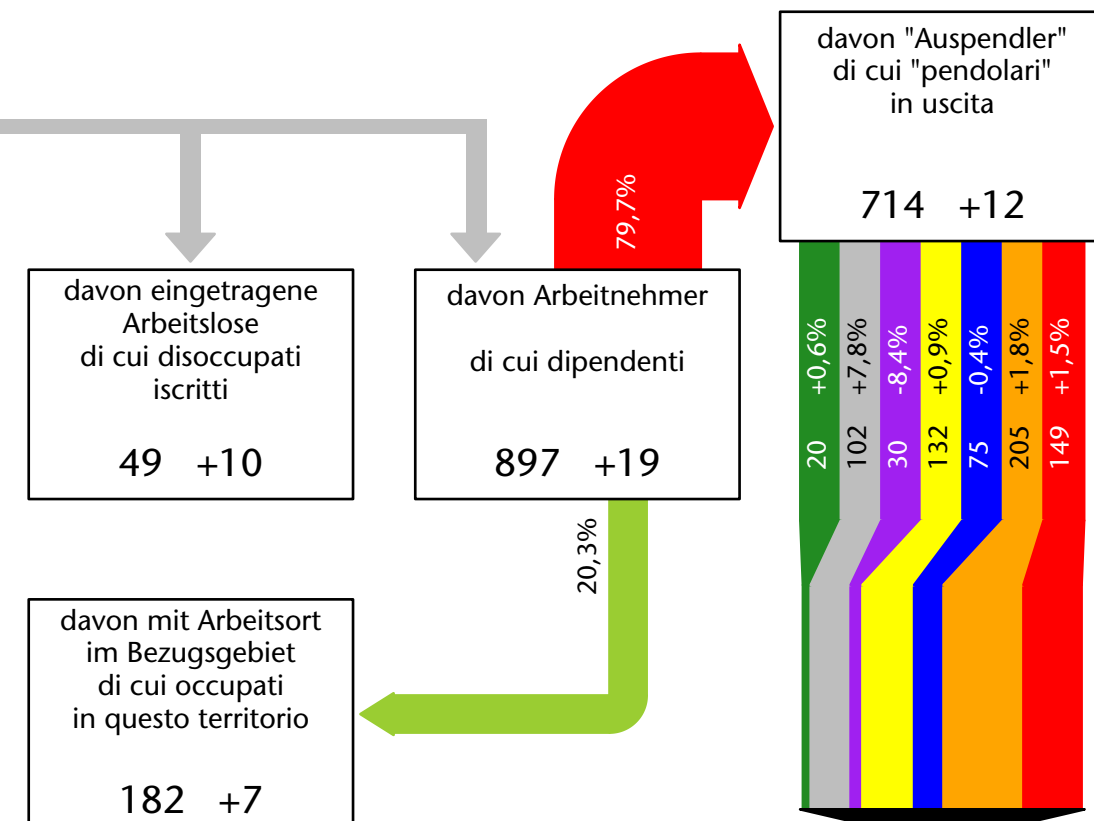 davon "Auspendler"
di cui "pendolari"
in uscita
714 +12
79,7%
davon eingetragene
Arbeitslose
di cui disoccupati
iscritti
49 +10
davon Arbeitnehmer
di cui dipendenti
897 +19
20 +0,6%
102 +7,8%
30 -8,4%
132 +0,9%
75 -0,4%
205 +1,8%
149 +1,5%
20,3%
davon mit Arbeitsort
im Bezugsgebiet
di cui occupati
in questo territorio
182 +7